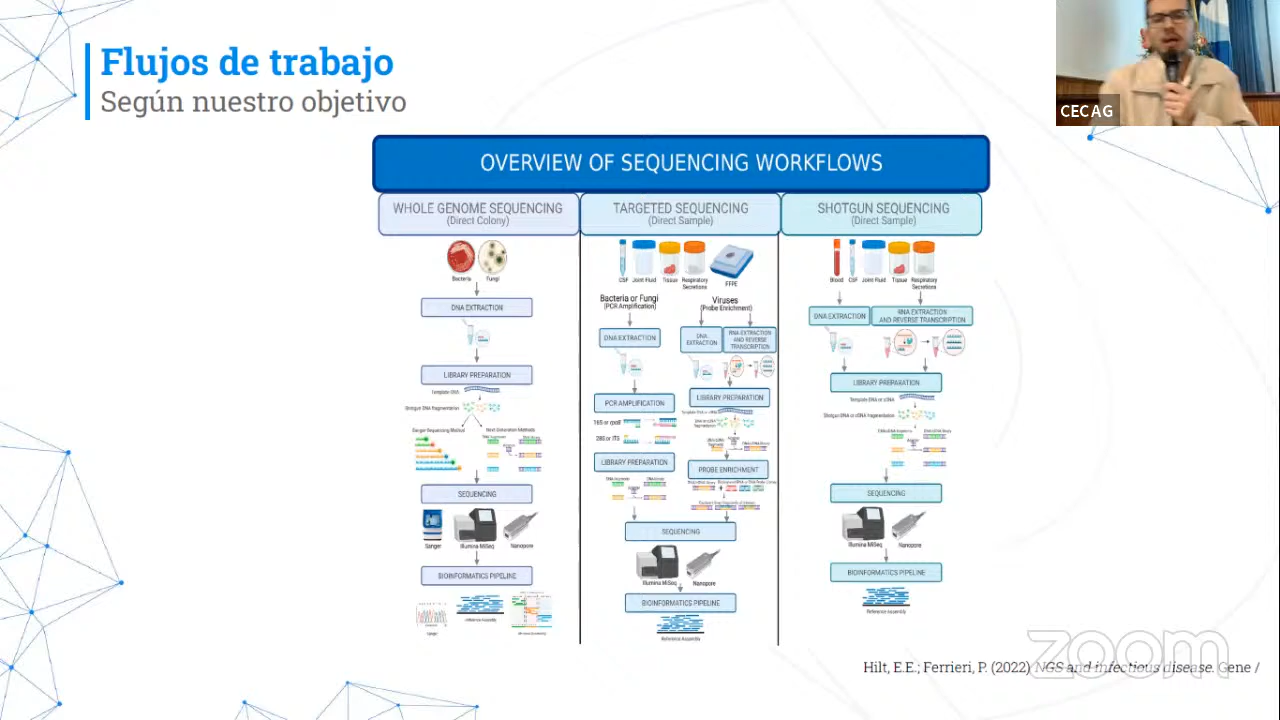 Flujos de trabajo
Según nuestro objetivo
CECAG
OVERVIEW OF SEQUENCING WORKFLOWS
WHOLE GENOME SEQUENCING
(Direct Colony)
Bacteria
Fungi
DNA EXTRACTION
LIBRARY PREPARATION
Template DNA
Shotgun DNA fragmentation
Sanger Sequencing Method
Next-Generation Methods
SEQUENCING
Sanger
Illumina MiSeq
Nanopore
BIOINFORMATICS PIPELINE
TARGETED SEQUENCING
(Direct Sample)
CSF
Joint Fluid
Tissue
Respiratory
Secretions
FFPE
Bacteria or Fungi
(PCR Amplification)
Viruses
(Probe Enrichment)
DNA EXTRACTION
DNA
EXTRACTION
RNA EXTRACTION
AND REVERSE
TRANSCRIPTION
PCR AMPLIFICATION
16S or rpoB
28S or ITS
LIBRARY PREPARATION
LIBRARY PREPARATION
PROBE ENRICHMENT
SEQUENCING
Illumina MiSeq
Nanopore
BIOINFORMATICS PIPELINE
Reference Assembly
SHOTGUN SEQUENCING
(Direct Sample)
Blood
CSF
Joint Fluid
Tissue
Respiratory
Secretions
DNA EXTRACTION
RNA EXTRACTION
AND REVERSE TRANSCRIPTION
LIBRARY PREPARATION
Template DNA or cDNA
Shotgun DNA or cDNA fragmentation
SEQUENCING
Illumina MiSeq
Nanopore
BIOINFORMATICS PIPELINE
Reference Assembly
zoom
Hilt, E.E.; Ferrieri, P. (2022) NGS and infectious disease. Gene /